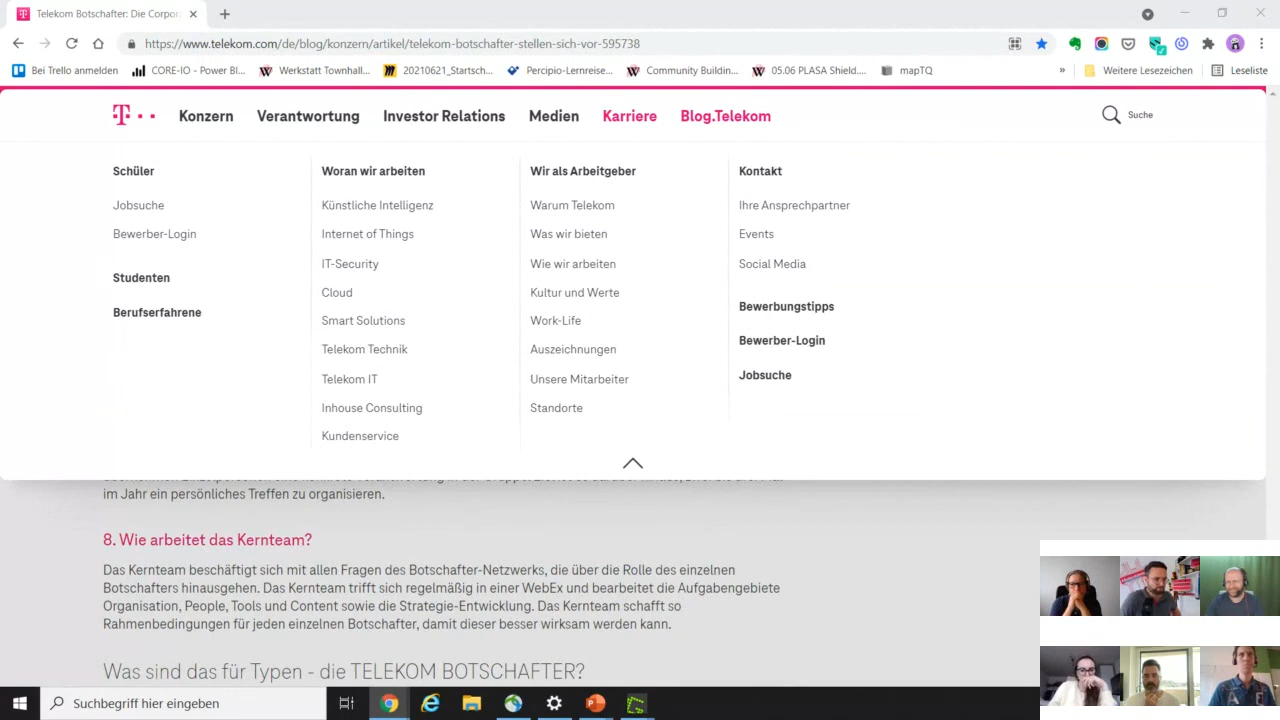 Telekom Botschafter: Die Corpo
https://www.telekom.com/de/blog/konzern/artikel/telekom-botschafter-stellen-sich-vor-595738
Bei Trello anmelden
CORE-IO - Power BI...
Werkstatt Townhall...
20210621_Startsch...
Percipio-Lernreise...
Community Buildin...
05.06 PLASA Shield....
mapTQ
»
Weitere Lesezeichen
Leseliste
Konzern
Verantwortung
Investor Relations
Medien
Karriere
Blog.Telekom
Suche
Schüler
Jobsuche
Bewerber-Login
Studenten
Berufserfahrene
Woran wir arbeiten
Künstliche Intelligenz
Internet of Things
IT-Security
Cloud
Smart Solutions
Telekom Technik
Telekom IT
Inhouse Consulting
Kundenservice
Wir als Arbeitgeber
Warum Telekom
Was wir bieten
Wie wir arbeiten
Kultur und Werte
Work-Life
Auszeichnungen
Unsere Mitarbeiter
Standorte
Kontakt
Ihre Ansprechpartner
Events
Social Media
Bewerbungstipps
Bewerber-Login
Jobsuche
im Jahr ein persönliches Treffen zu organisieren.
8. Wie arbeitet das Kernteam?
Das Kernteam beschäftigt sich mit allen Fragen des Botschafter-Netzwerks, die über die Rolle des einzelnen
Botschafters hinausgehen. Das Kernteam trifft sich regelmäßig in einer WebEx und bearbeitet die Aufgabengebiete
Organisation, People, Tools und Content sowie die Strategie-Entwicklung. Das Kernteam schafft so
Rahmenbedingungen für jeden einzelnen Botschafter, damit dieser besser wirksam werden kann.
Was sind das für Typen - die TELEKOM BOTSCHAFTER?
Suchbegriff hier eingeben